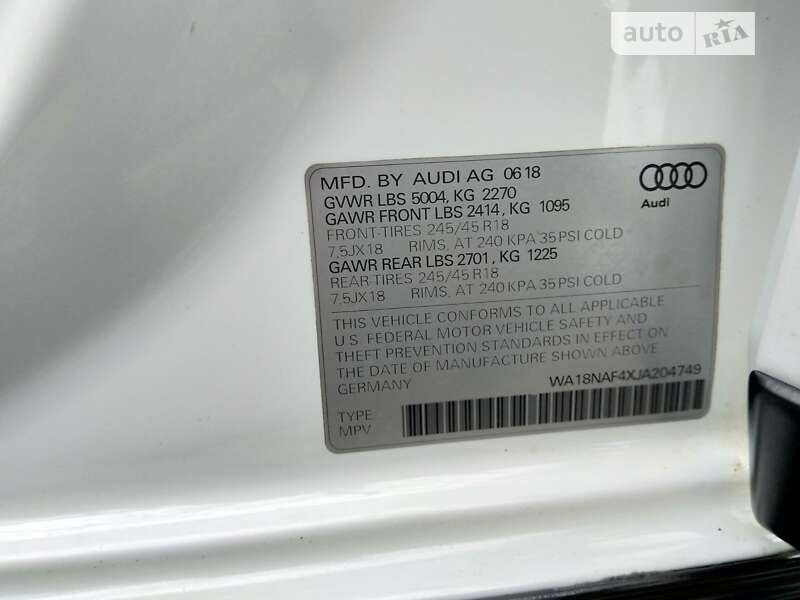 auto RIA
MFD. BY AUDI AG 06 18
GVWR LBS 5004, KG 2270
GAWR FRONT LBS 2414, KG 1095
FRONT-TIRES 245/45 R18
7,5JX18 RIMS, AT 240 KPA 35 PSI COLD
GAWR REAR LBS 2701, KG 1225
REAR-TIRES 245/45 R18
7,5JX18 RIMS, AT 240 KPA 35 PSI COLD
Audi
THIS VEHICLE CONFORMS TO ALL APPLICABLE
U.S. FEDERAL MOTOR VEHICLE SAFETY AND
THEFT PREVENTION STANDARDS IN EFFECT ON
THE DATE OF MANUFACTURE SHOWN ABOVE
GERMANY WA18NAF4XJA204749
TYPE
MPV